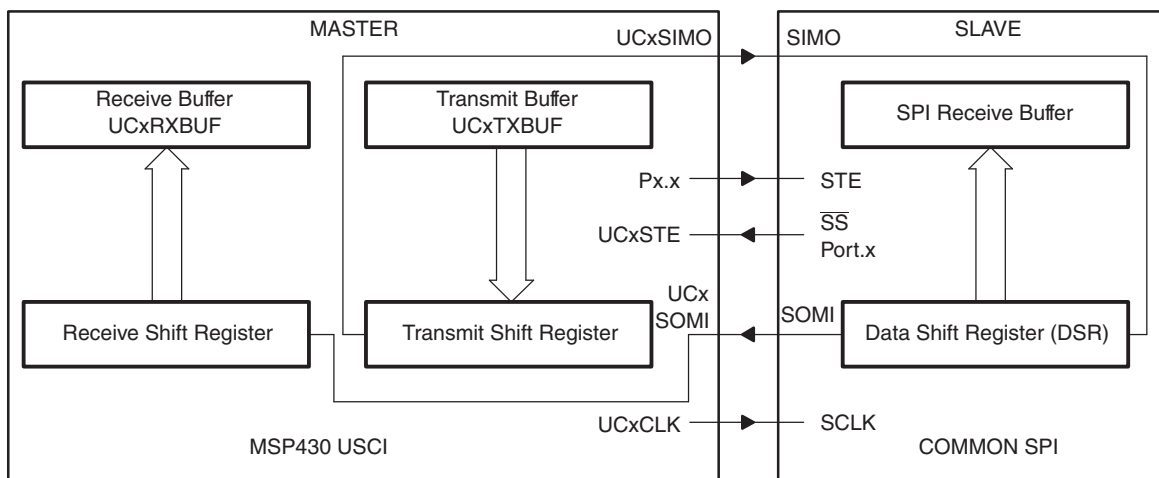 MASTER
UCxSIMO
SIMO
SLAVE
Receive Buffer
UCxRXBUF
Transmit Buffer
UCxTXBUF
SPI Receive Buffer
Px.x
STE
UCxSTE
SS
Port.x
UCx
SOMI
SOMI
Receive Shift Register
Transmit Shift Register
Data Shift Register (DSR)
UCxCLK
SCLK
MSP430 USCI
COMMON SPI